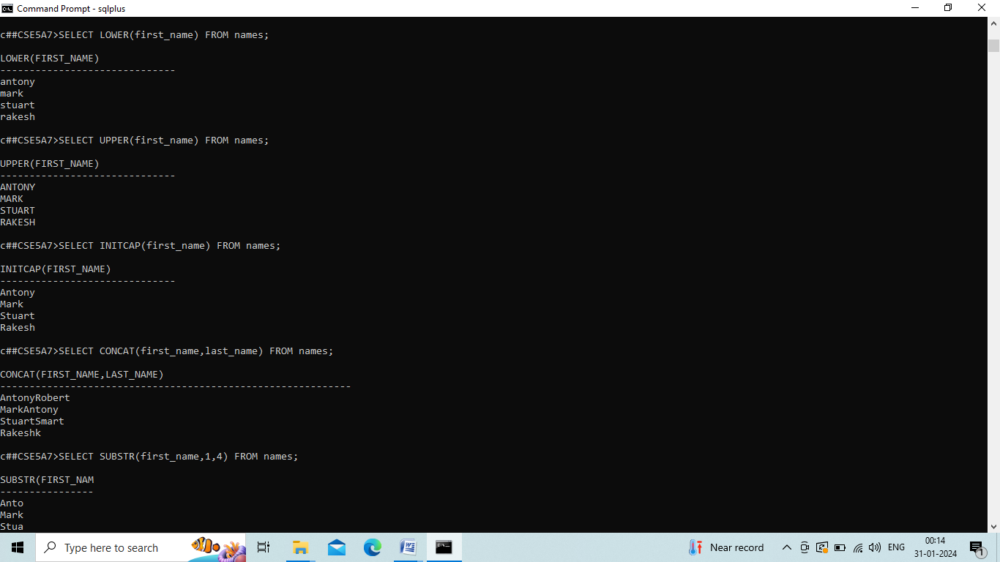 Command Prompt - sqlplus
c##CSE5A7>SELECT LOWER(first_name) FROM names;
LOWER(FIRST_NAME)
------------------------------
antony
mark
stuart
rakesh
c##CSE5A7>SELECT UPPER(first_name) FROM names;
UPPER(FIRST_NAME)
------------------------------
ANTONY
MARK
STUART
RAKESH
c##CSE5A7>SELECT INITCAP(first_name) FROM names;
INITCAP(FIRST_NAME)
------------------------------
Antony
Mark
Stuart
Rakesh
c##CSE5A7>SELECT CONCAT(first_name,last_name) FROM names;
CONCAT(FIRST_NAME,LAST_NAME)
------------------------------------------------------------
AntonyRobert
MarkAntony
StuartSmart
Rakeshk
c##CSE5A7>SELECT SUBSTR(first_name,1,4) FROM names;
SUBSTR(FIRST_NAM
----------------
Anto
Mark
Stua
Type here to search
Near record
ENG
00:14
31-01-2024
1